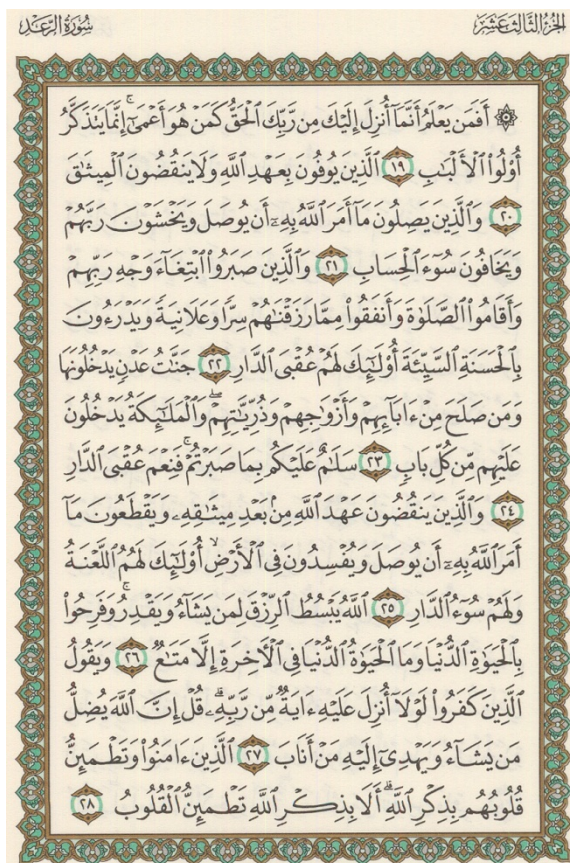 الجزء الثالث عشر
سورة الرعد
۞ أَفَمَن يَعْلَمُ أَنَّمَآ أُنزِلَ إِلَيْكَ مِن رَّبِّكَ ٱلْحَقُّ كَمَنْ هُوَ أَعْمَىٰٓ ۚ إِنَّمَا يَتَذَكَّرُ
أُو۟لُوا۟ ٱلْأَلْبَـٰبِ ١٩ ٱلَّذِينَ يُوفُونَ بِعَهْدِ ٱللَّهِ وَلَا يَنقُضُونَ ٱلْمِيثَـٰقَ
٢٠ وَٱلَّذِينَ يَصِلُونَ مَآ أَمَرَ ٱللَّهُ بِهِۦٓ أَن يُوصَلَ وَيَخْشَوْنَ رَبَّهُمْ
وَيَخَافُونَ سُوٓءَ ٱلْحِسَابِ ٢١ وَٱلَّذِينَ صَبَرُوا۟ ٱبْتِغَآءَ وَجْهِ رَبِّهِمْ
وَأَقَامُوا۟ ٱلصَّلَوٰةَ وَأَنفَقُوا۟ مِمَّا رَزَقْنَـٰهُمْ سِرًّا وَعَلَانِيَةً وَيَدْرَءُونَ
بِٱلْحَسَنَةِ ٱلسَّيِّئَةَ أُو۟لَـٰٓئِكَ لَهُمْ عُقْبَى ٱلدَّارِ ٢٢ جَنَّـٰتُ عَدْنٍ يَدْخُلُونَهَا
وَمَن صَلَحَ مِنْ ءَابَآئِهِمْ وَأَزْوَٰجِهِمْ وَذُرِّيَّـٰتِهِمْ ۖ وَٱلْمَلَـٰٓئِكَةُ يَدْخُلُونَ
عَلَيْهِم مِّن كُلِّ بَابٍ ٢٣ سَلَـٰمٌ عَلَيْكُم بِمَا صَبَرْتُمْ ۚ فَنِعْمَ عُقْبَى ٱلدَّارِ
٢٤ وَٱلَّذِينَ يَنقُضُونَ عَهْدَ ٱللَّهِ مِنۢ بَعْدِ مِيثَـٰقِهِۦ وَيَقْطَعُونَ مَآ
أَمَرَ ٱللَّهُ بِهِۦٓ أَن يُوصَلَ وَيُفْسِدُونَ فِى ٱلْأَرْضِ ۙ أُو۟لَـٰٓئِكَ لَهُمُ ٱللَّعْنَةُ
وَلَهُمْ سُوٓءُ ٱلدَّارِ ٢٥ ٱللَّهُ يَبْسُطُ ٱلرِّزْقَ لِمَن يَشَآءُ وَيَقْدِرُ ۚ وَفَرِحُوا۟
بِٱلْحَيَوٰةِ ٱلدُّنْيَا وَمَا ٱلْحَيَوٰةُ ٱلدُّنْيَا فِى ٱلْـَٔاخِرَةِ إِلَّا مَتَـٰعٌ ٢٦ وَيَقُولُ
ٱلَّذِينَ كَفَرُوا۟ لَوْلَآ أُنزِلَ عَلَيْهِ ءَايَةٌ مِّن رَّبِّهِۦ ۗ قُلْ إِنَّ ٱللَّهَ يُضِلُّ
مَن يَشَآءُ وَيَهْدِىٓ إِلَيْهِ مَنْ أَنَابَ ٢٧ ٱلَّذِينَ ءَامَنُوا۟ وَتَطْمَئِنُّ
قُلُوبُهُم بِذِكْرِ ٱللَّهِ ۗ أَلَا بِذِكْرِ ٱللَّهِ تَطْمَئِنُّ ٱلْقُلُوبُ ٢٨